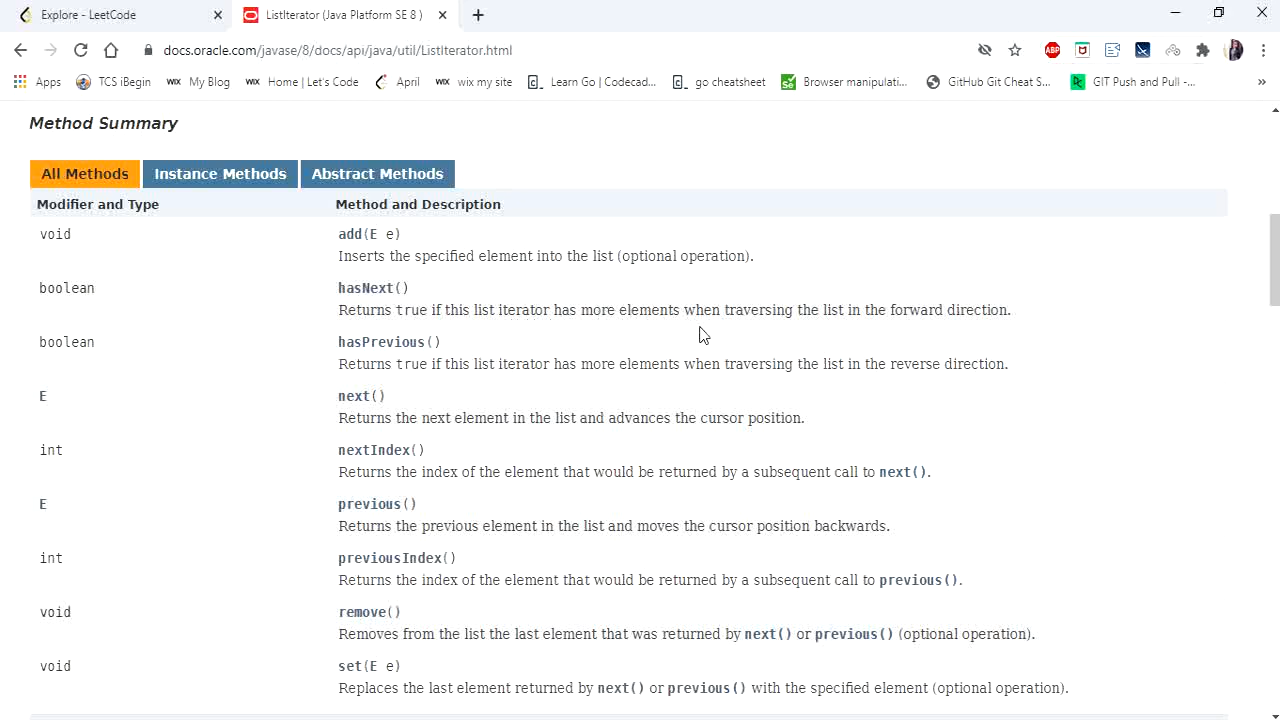 Explore - LeetCode
ListIterator (Java Platform SE 8 )
docs.oracle.com/javase/8/docs/api/java/util/ListIterator.html
ABP
Apps
TCS iBegin
WIX My Blog
WIX Home | Let's Code
April
WIX wix my site
Learn Go | Codecad...
go cheatsheet
Se Browser manipulati...
GitHub Git Cheat S...
GIT Push and Pull -...
Method Summary
All Methods Instance Methods Abstract Methods
Modifier and Type Method and Description
void add(E e)
Inserts the specified element into the list (optional operation).
boolean hasNext()
Returns true if this list iterator has more elements when traversing the list in the forward direction.
boolean hasPrevious()
Returns true if this list iterator has more elements when traversing the list in the reverse direction.
E next()
Returns the next element in the list and advances the cursor position.
int nextIndex()
Returns the index of the element that would be returned by a subsequent call to next().
E previous()
Returns the previous element in the list and moves the cursor position backwards.
int previousIndex()
Returns the index of the element that would be returned by a subsequent call to previous().
void remove()
Removes from the list the last element that was returned by next() or previous() (optional operation).
void set(E e)
Replaces the last element returned by next() or previous() with the specified element (optional operation).